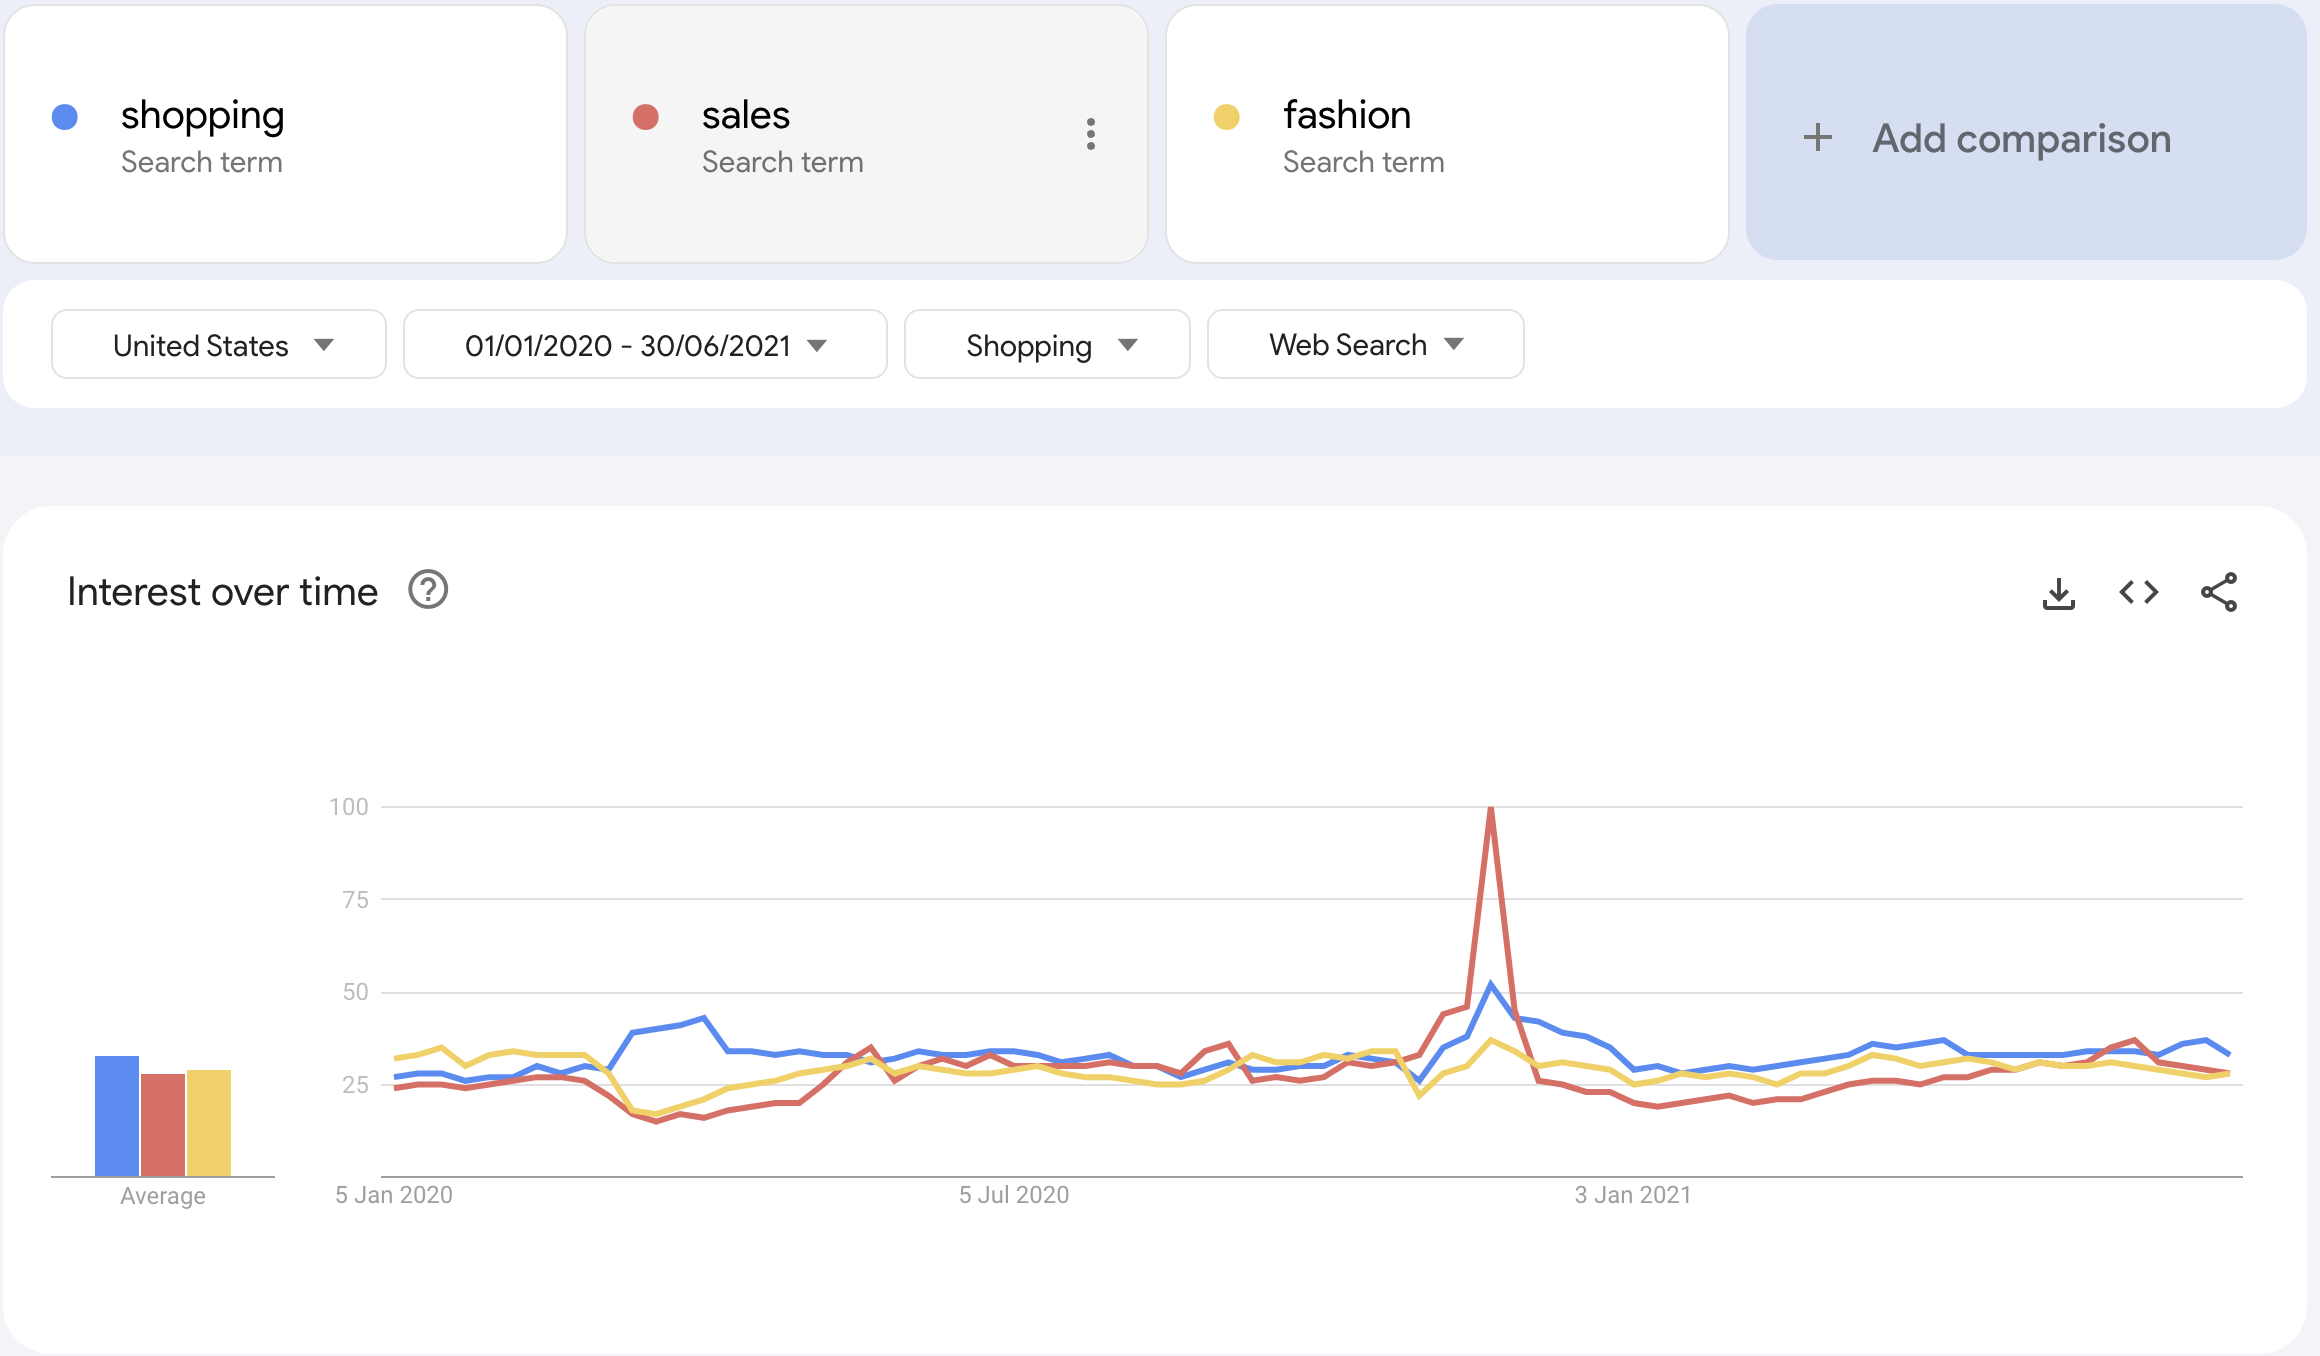 shopping
Search term
sales
Search term
fashion
Search term
+ Add comparison
United States
01/01/2020 - 30/06/2021
Shopping
Web Search
Interest over time
?
100
75
50
25
Average
5 Jan 2020
5 Jul 2020
3 Jan 2021